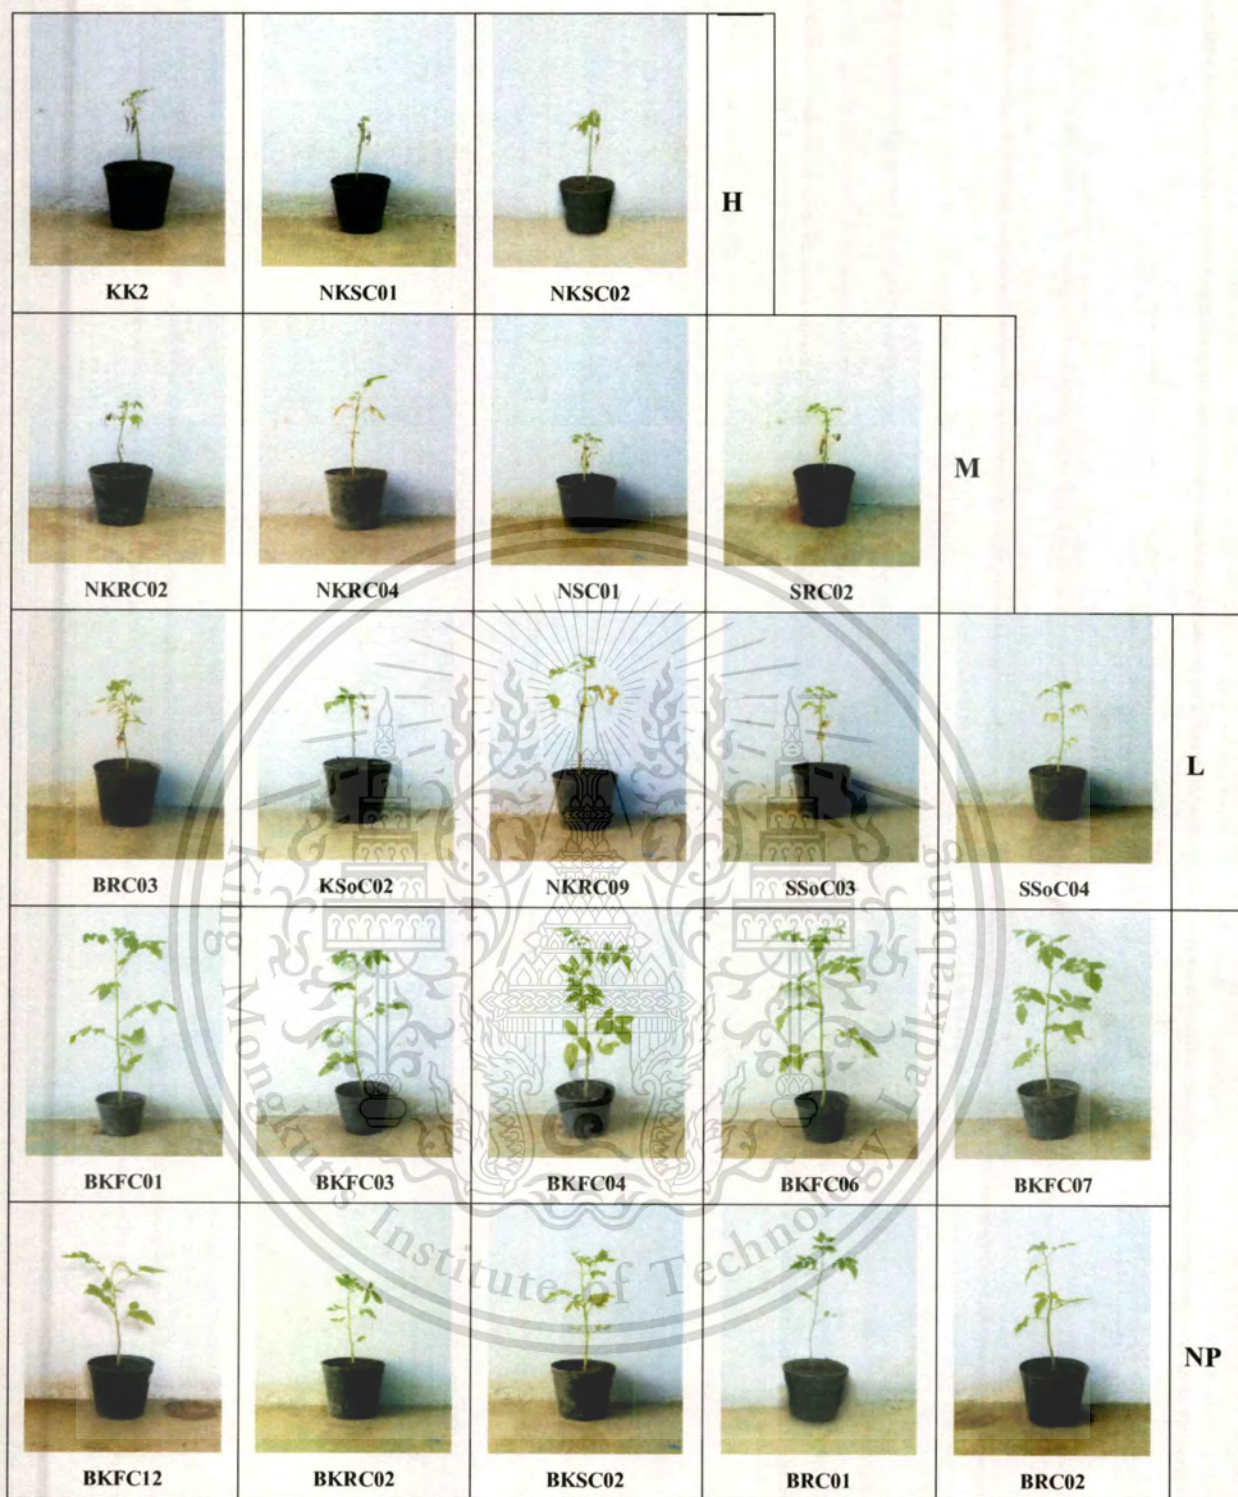 H
KK2 NKSC01 NKSC02
M
NKRC02 NKRC04 NSC01 SRC02
L
BRC03 KSoC02 NKRC09 SSoC03 SSoC04
BKFC01 BKFC03 BKFC04 BKFC06 BKFC07
NP
BKFC12 BKRC02 BKSC02 BRC01 BRC02
King Mongkut's Institute of Technology Ladkrabang